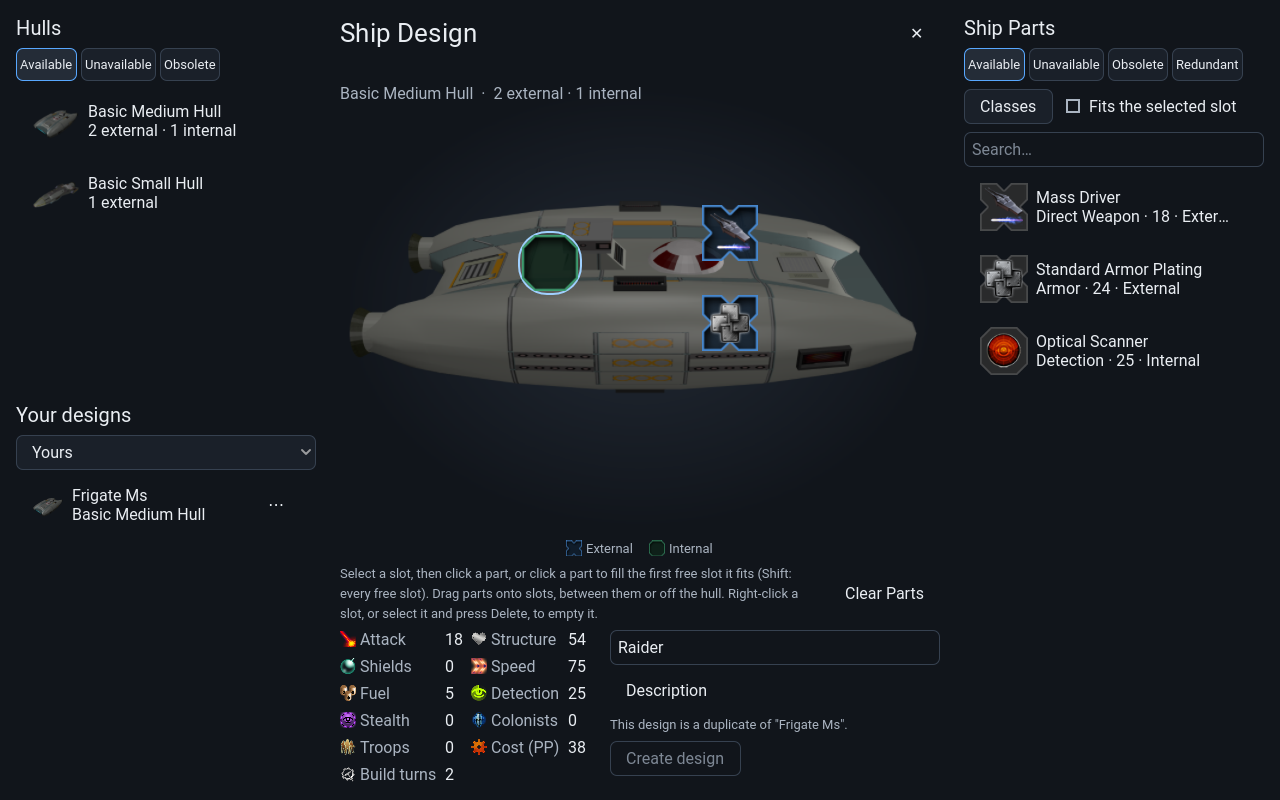 Hulls
Available
Unavailable
Obsolete
Basic Medium Hull
2 external · 1 internal
Basic Small Hull
1 external
Your designs
Yours
Frigate Ms
Basic Medium Hull
...
Ship Design
×
Basic Medium Hull · 2 external · 1 internal
External
Internal
Select a slot, then click a part, or click a part to fill the first free slot it fits (Shift:
every free slot). Drag parts onto slots, between them or off the hull. Right-click a
slot, or select it and press Delete, to empty it.
Clear Parts
Attack 18
Structure 54
Shields 0
Speed 75
Fuel 5
Detection 25
Stealth 0
Colonists 0
Troops 0
Cost (PP) 38
Build turns 2
Raider
Description
This design is a duplicate of "Frigate Ms".
Create design
Ship Parts
Available
Unavailable
Obsolete
Redundant
Classes
Fits the selected slot
Search…
Mass Driver
Direct Weapon · 18 · Exter…
Standard Armor Plating
Armor · 24 · External
Optical Scanner
Detection · 25 · Internal